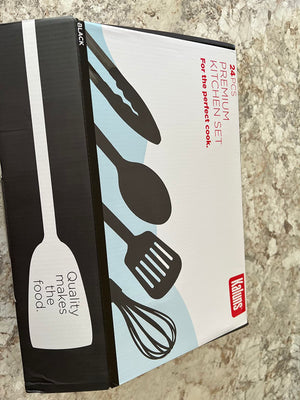 BLACK
24 PCS
PREMIUM
KITCHEN SET
For the perfect cook.
Kaluns
Quality
makes
the
food.